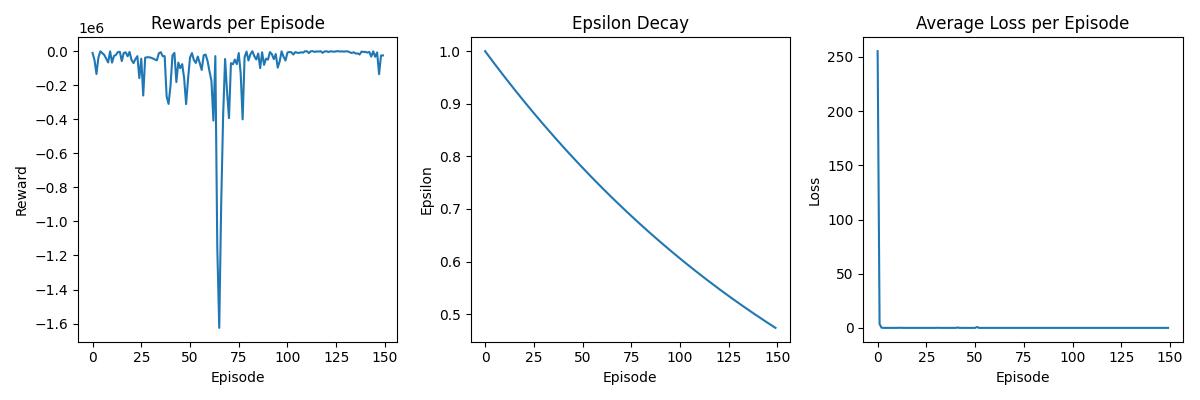 Rewards per Episode
1e6
0.0
−0.2
−0.4
−0.6
−0.8
−1.0
−1.2
−1.4
−1.6
Reward
0 25 50 75 100 125 150
Episode
Epsilon Decay
1.0
0.9
0.8
0.7
0.6
0.5
Epsilon
0 25 50 75 100 125 150
Episode
Average Loss per Episode
250
200
150
100
50
0
Loss
0 25 50 75 100 125 150
Episode